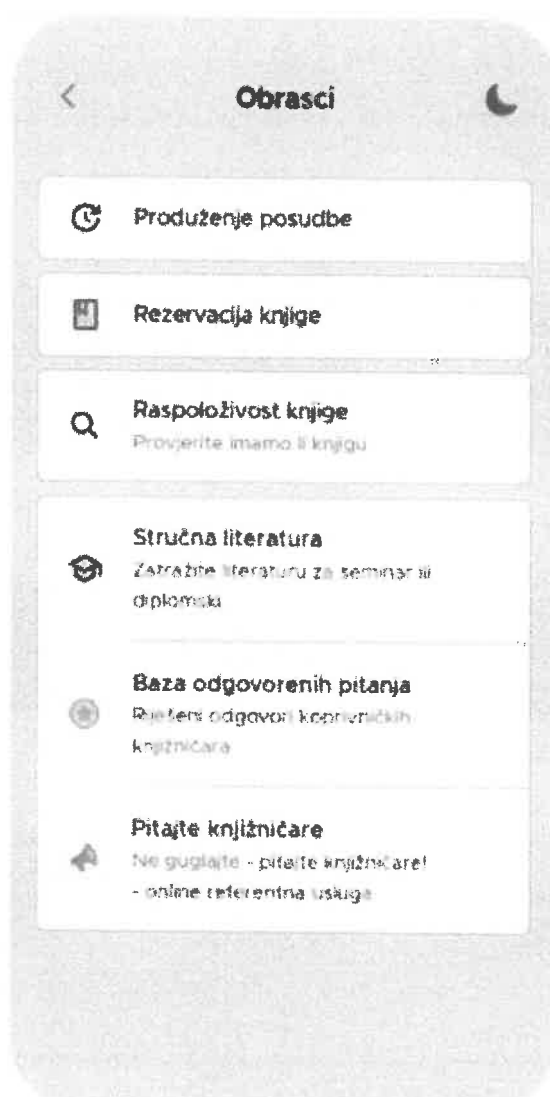 Obrasci
Produženje posudbe
Rezervacija knjige
Raspoloživost knjige
Provjerite imamo li knjigu
Stručna literatura
Zatražite literaturu za seminar ili
diplomski
Baza odgovorenih pitanja
odgovori koprivničkih
knjižničara
Pitajte knjižničare
Ne guglajte - pitajte knjižničare!
- online referentna usluga